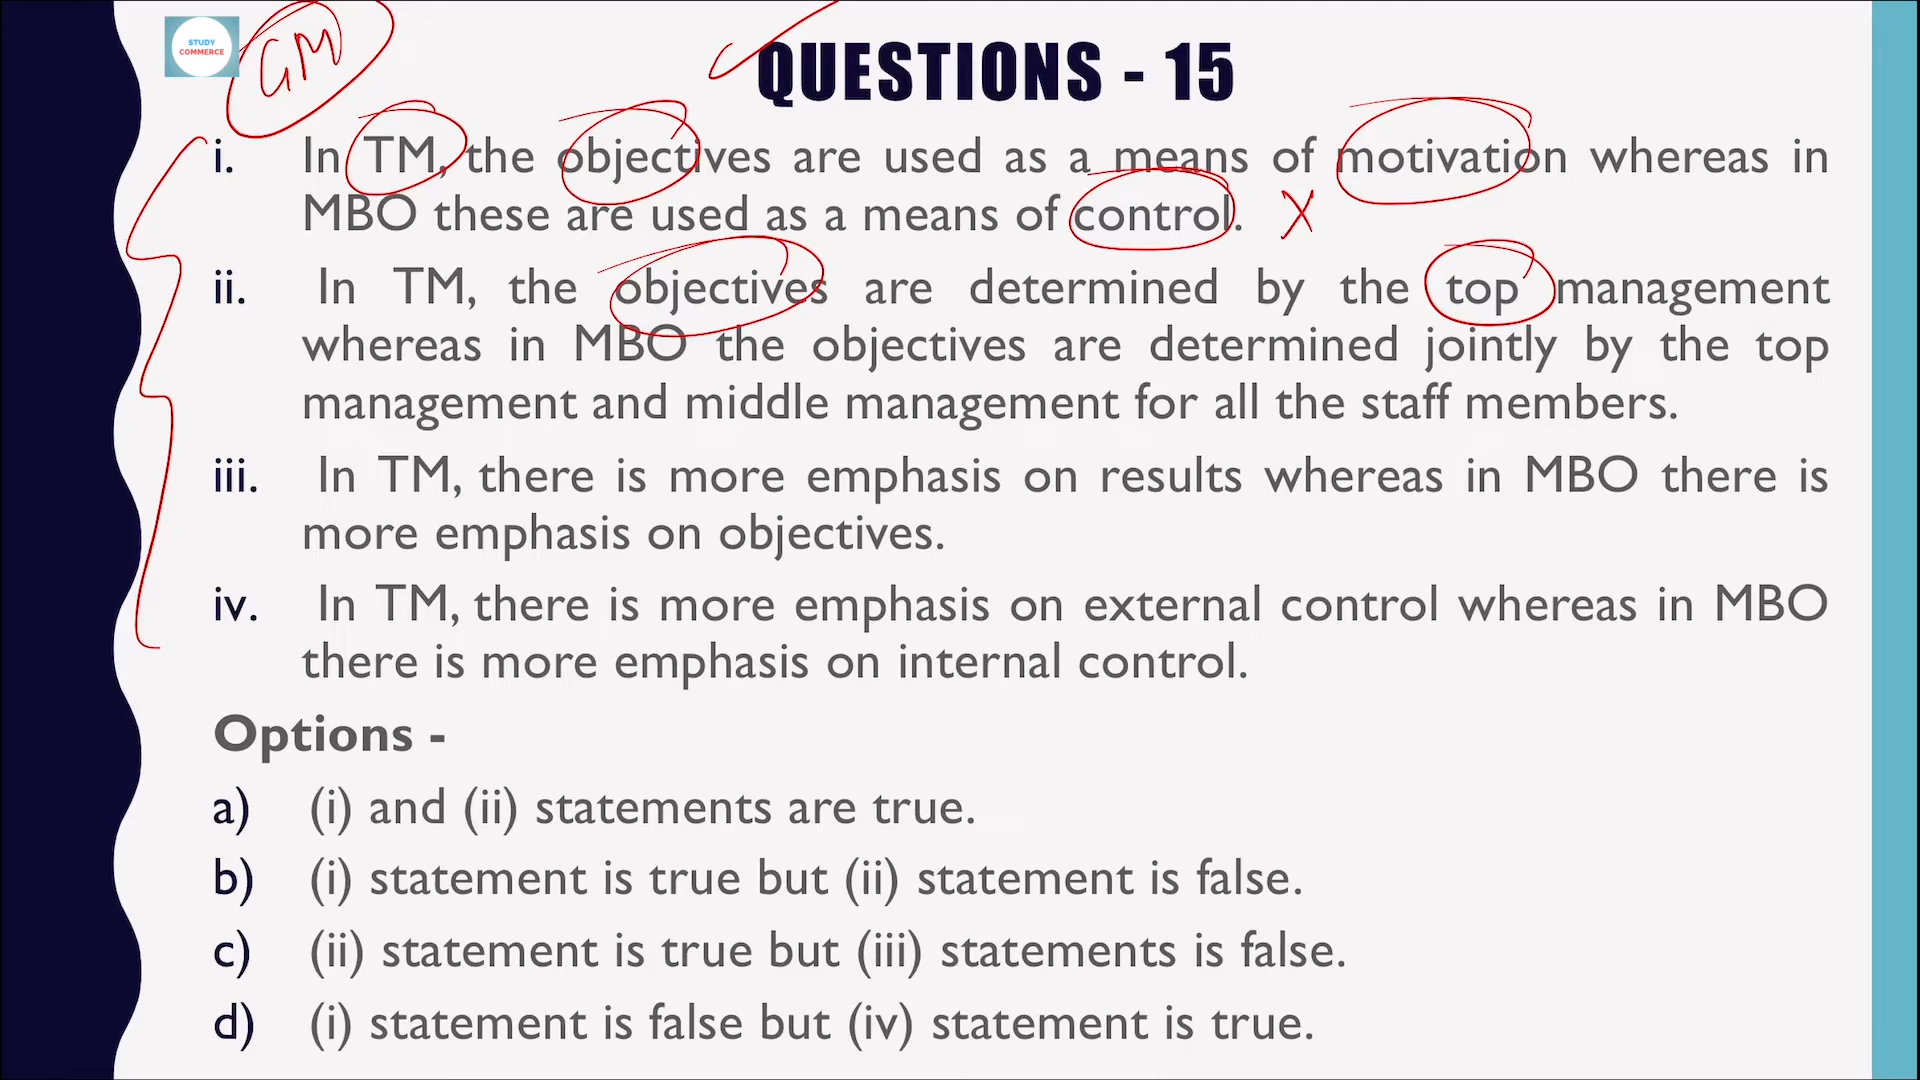 STUDY
COMMERCE
GM
QUESTIONS - 15
i. In TM, the objectives are used as a means of motivation whereas in
MBO these are used as a means of control. X
ii. In TM, the objectives are determined by the top management
whereas in MBO the objectives are determined jointly by the top
management and middle management for all the staff members.
iii. In TM, there is more emphasis on results whereas in MBO there is
more emphasis on objectives.
iv. In TM, there is more emphasis on external control whereas in MBO
there is more emphasis on internal control.
Options -
a) (i) and (ii) statements are true.
b) (i) statement is true but (ii) statement is false.
c) (ii) statement is true but (iii) statements is false.
d) (i) statement is false but (iv) statement is true.